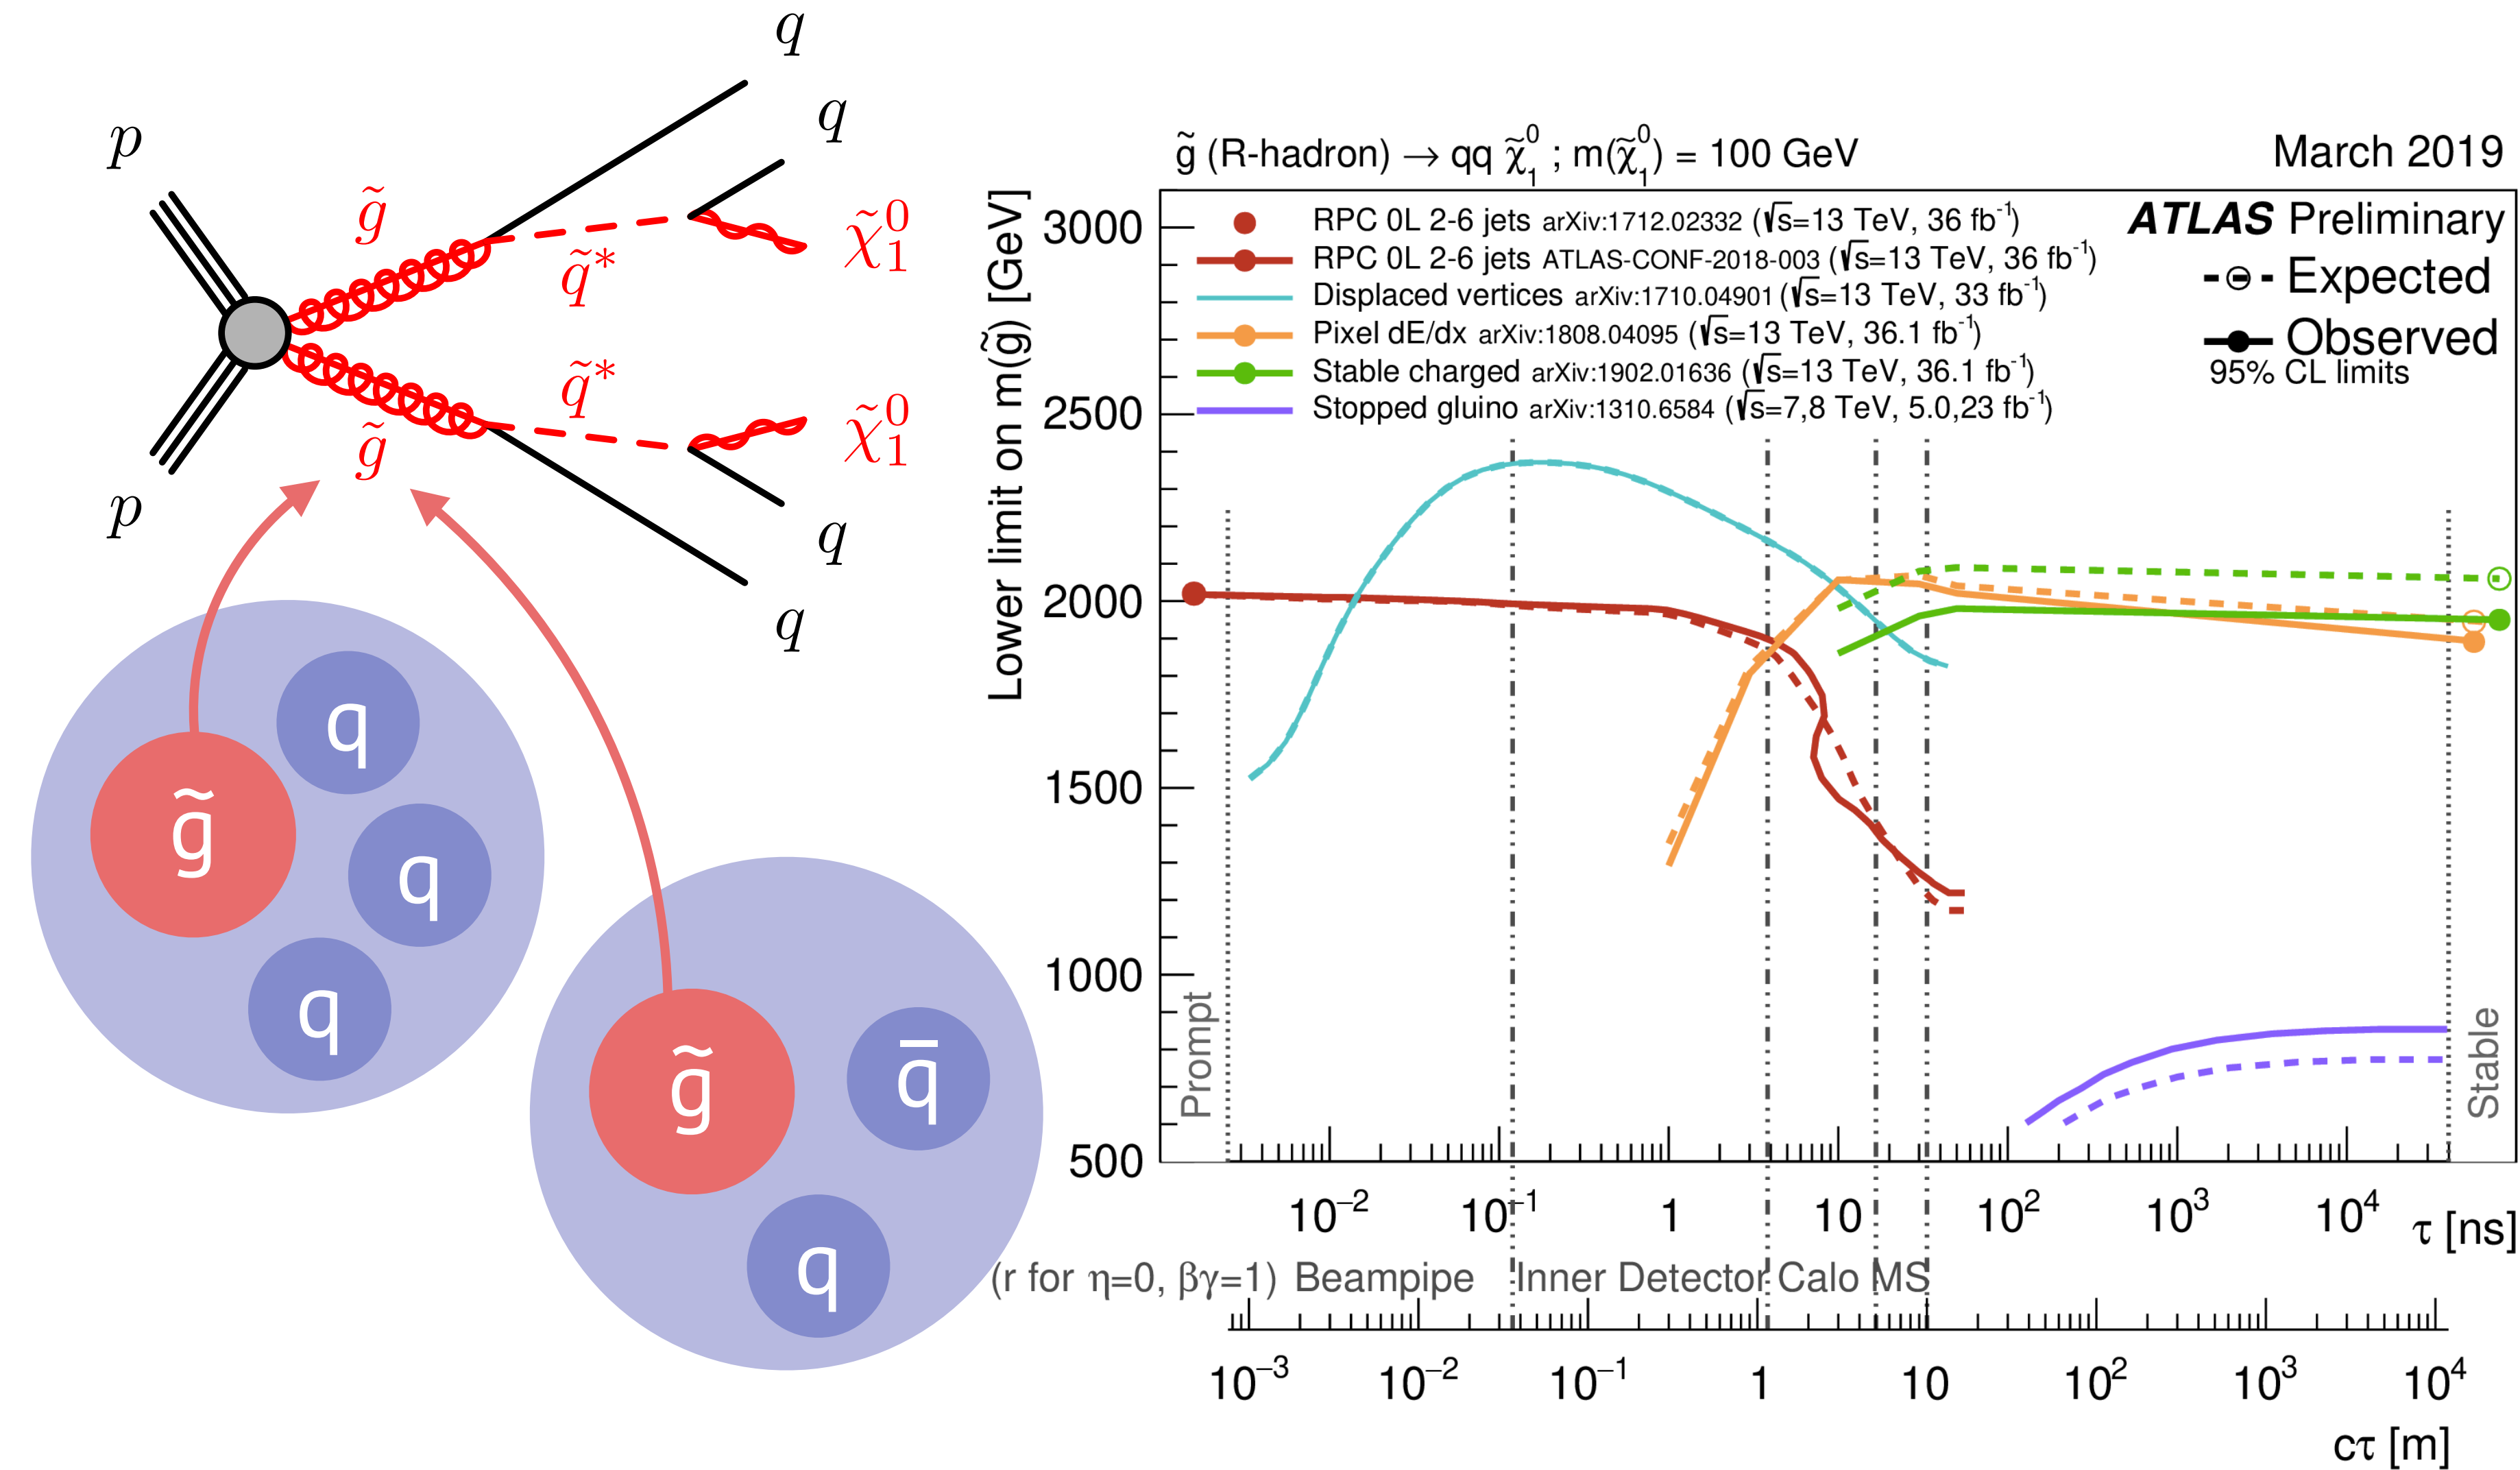 q
q
p
g̃
q̃*
χ̃⁰₁
q̃*
χ̃⁰₁
g̃
p
q
q
g̃
q
q
q
g̃
q̄
q
g̃ (R-hadron) → qq χ̃⁰₁ ; m(χ̃⁰₁) = 100 GeV
March 2019
Lower limit on m(g̃) [GeV]
RPC 0L 2-6 jets arXiv:1712.02332 (√s=13 TeV, 36 fb⁻¹)
RPC 0L 2-6 jets ATLAS-CONF-2018-003 (√s=13 TeV, 36 fb⁻¹)
Displaced vertices arXiv:1710.04901 (√s=13 TeV, 33 fb⁻¹)
Pixel dE/dx arXiv:1808.04095 (√s=13 TeV, 36.1 fb⁻¹)
Stable charged arXiv:1902.01636 (√s=13 TeV, 36.1 fb⁻¹)
Stopped gluino arXiv:1310.6584 (√s=7,8 TeV, 5.0,23 fb⁻¹)
ATLAS Preliminary
Expected
Observed
95% CL limits
3000
2500
2000
1500
1000
500
Prompt
Stable
10⁻² 10⁻¹ 1 10 10² 10³ 10⁴
τ [ns]
(r for η=0, βγ=1) Beampipe Inner Detector Calo MS
10⁻³ 10⁻² 10⁻¹ 1 10 10² 10³ 10⁴
cτ [m]